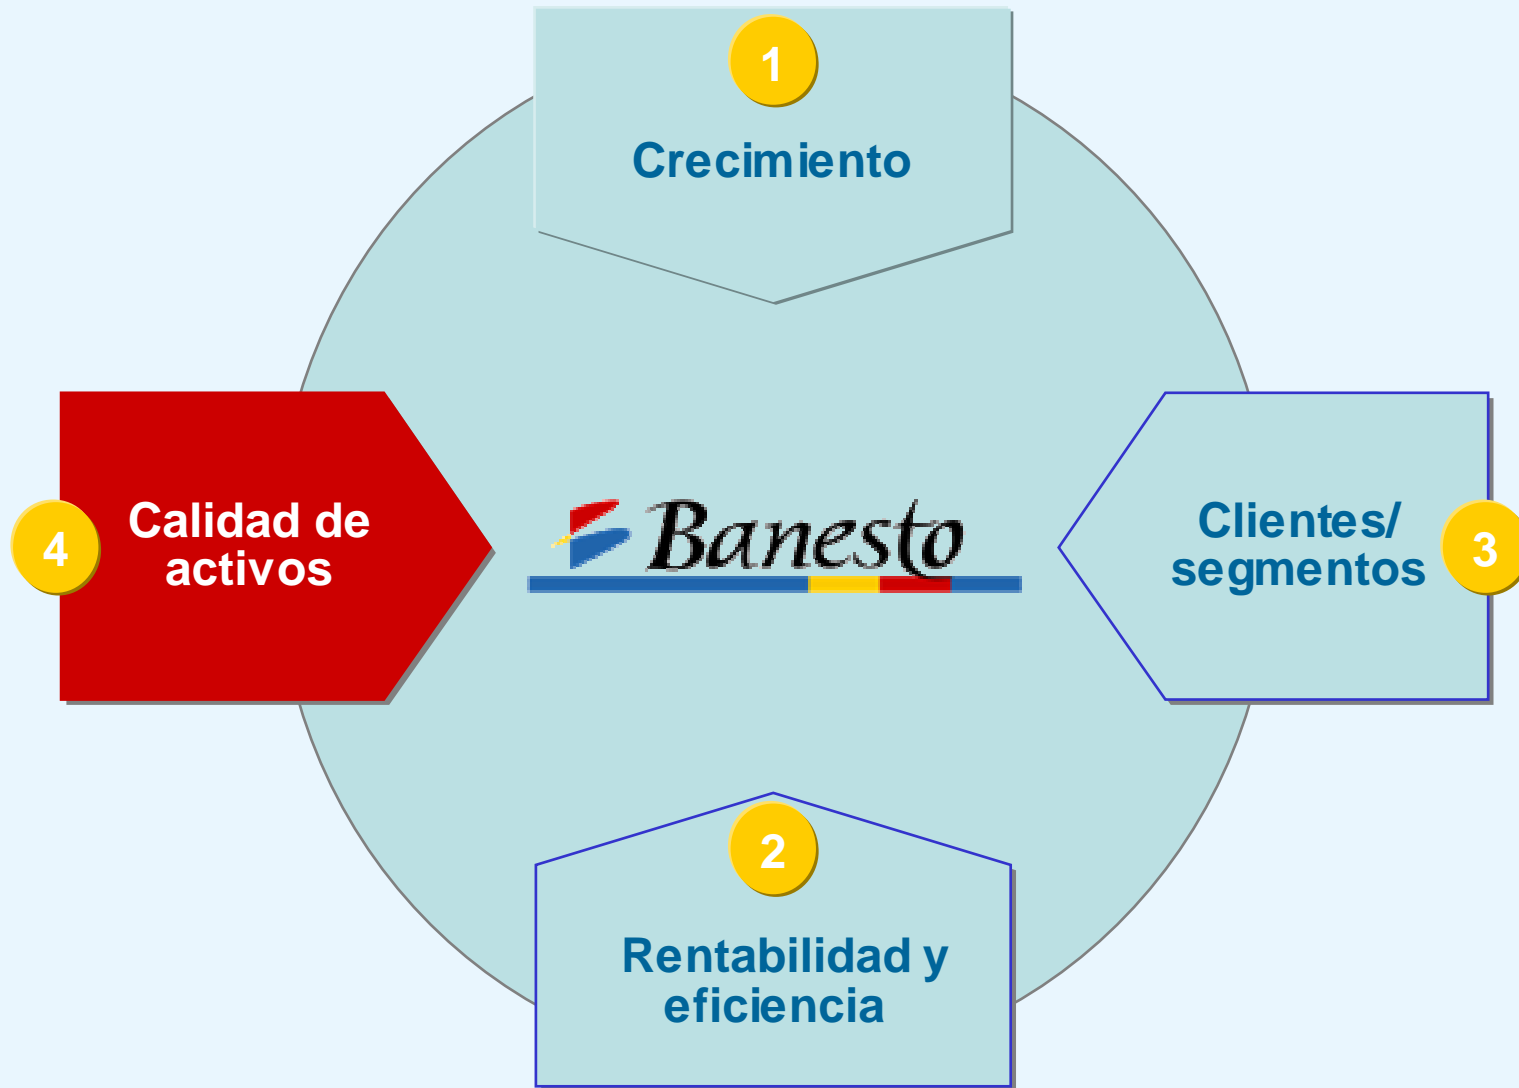 1
Crecimiento
4
Calidad de
activos
Banesto
Clientes/
segmentos
3
2
Rentabilidad y
eficiencia